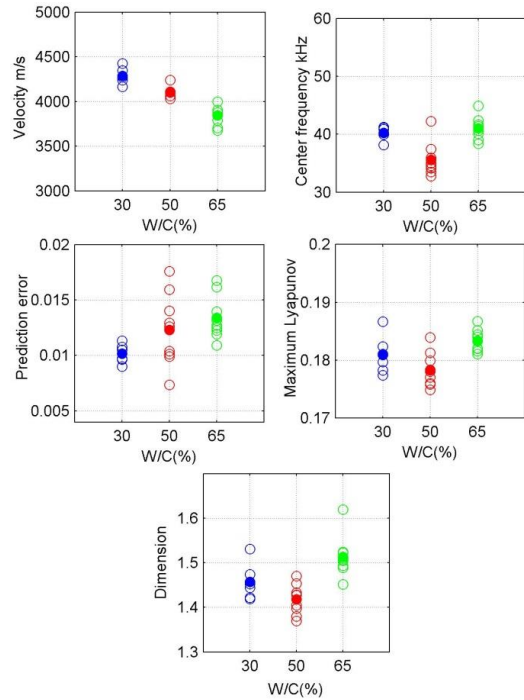 5000
4500
4000
3500
3000
Velocity m/s
30 50 65
W/C(%)
60
50
40
30
Center frequency kHz
30 50 65
W/C(%)
0.02
0.015
0.01
0.005
Prediction error
30 50 65
W/C(%)
0.2
0.19
0.18
0.17
Maximum Lyapunov
30 50 65
W/C(%)
1.6
1.5
1.4
1.3
Dimension
30 50 65
W/C(%)